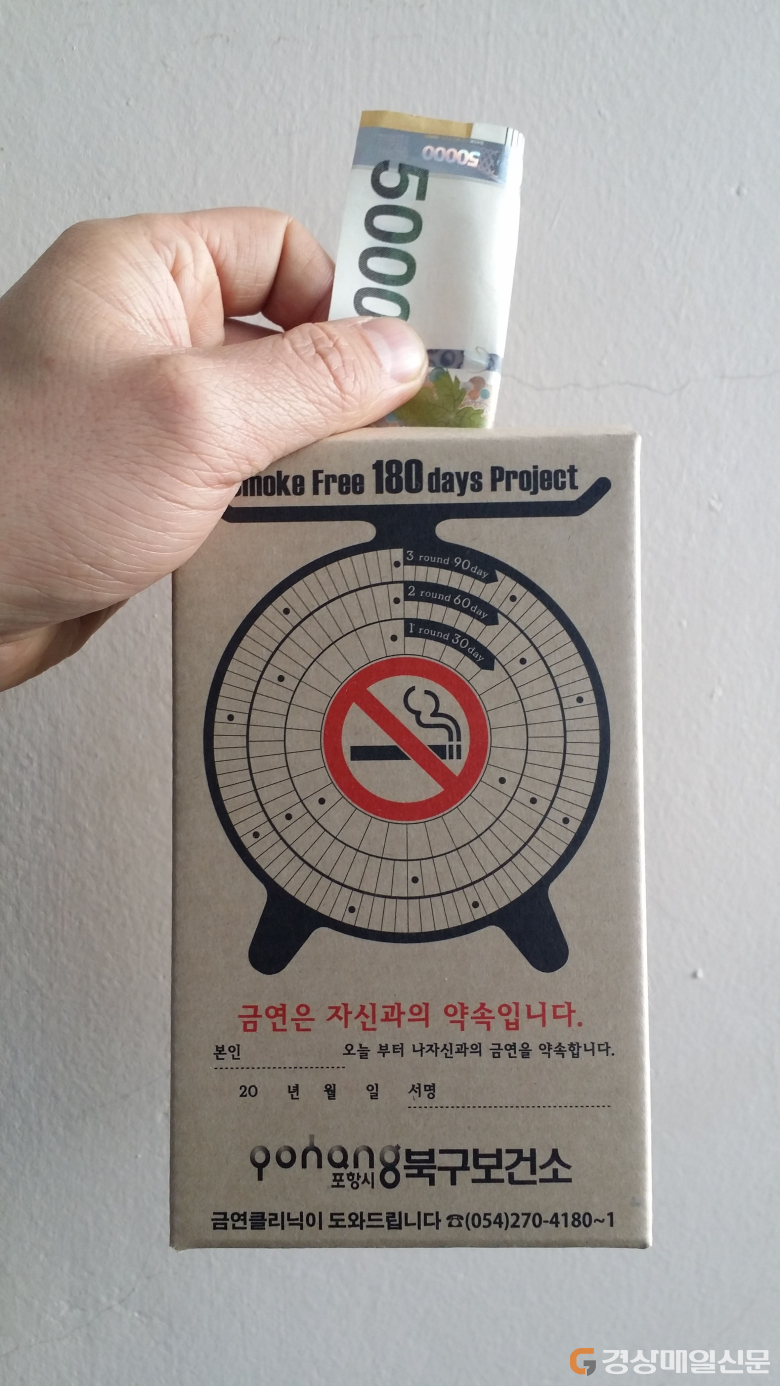 50000
5000
moke Free 180 days Project
3 round 90day
2 round 60day
1 round 30day
금연은 자신과의 약속입니다.
본인 오늘 부터 나자신과의 금연을 약속합니다.
20 년 월 일 서명
pohang 포항시 북구보건소
금연클리닉이 도와드립니다 ☎(054)270-4180~1
경상매일신문